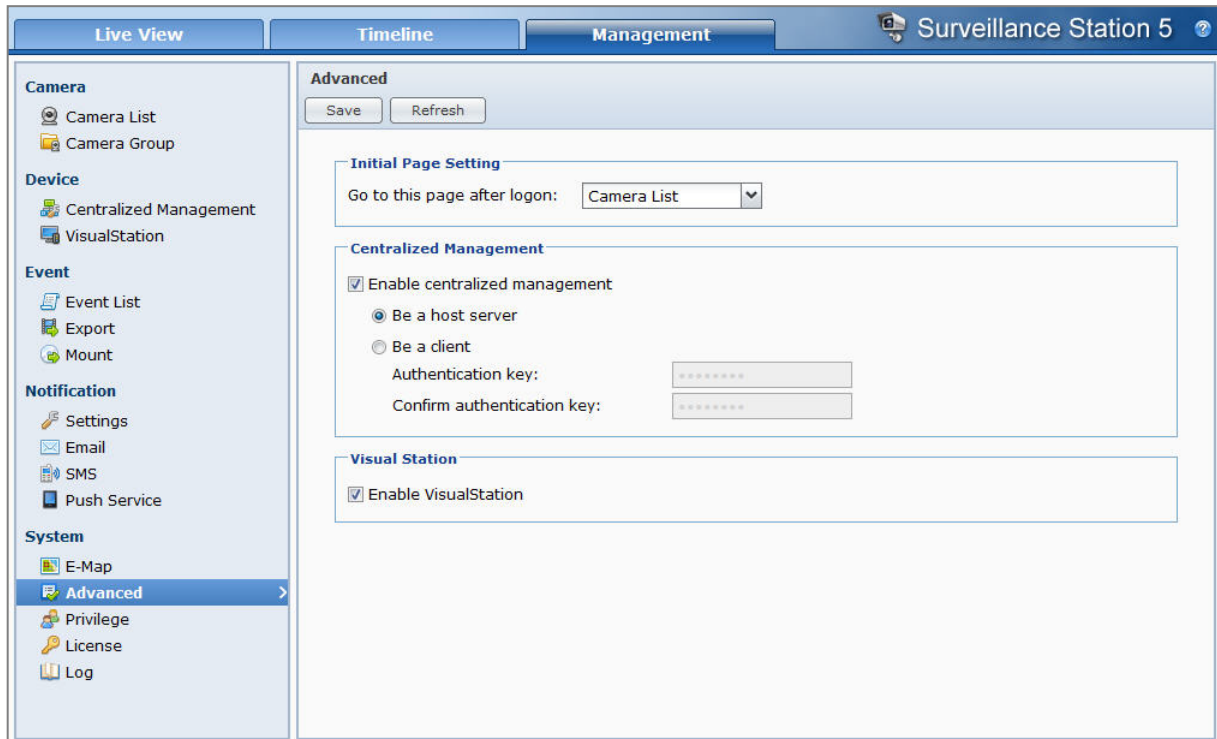 Live View
Timeline
Management
Surveillance Station 5
?
Camera
Camera List
Camera Group
Device
Centralized Management
VisualStation
Event
Event List
Export
Mount
Notification
Settings
Email
SMS
Push Service
System
E-Map
Advanced
Privilege
License
Log
Advanced
Save
Refresh
Initial Page Setting
Go to this page after logon: Camera List
Centralized Management
Enable centralized management
Be a host server
Be a client
Authentication key: ••••••••
Confirm authentication key: ••••••••
Visual Station
Enable VisualStation